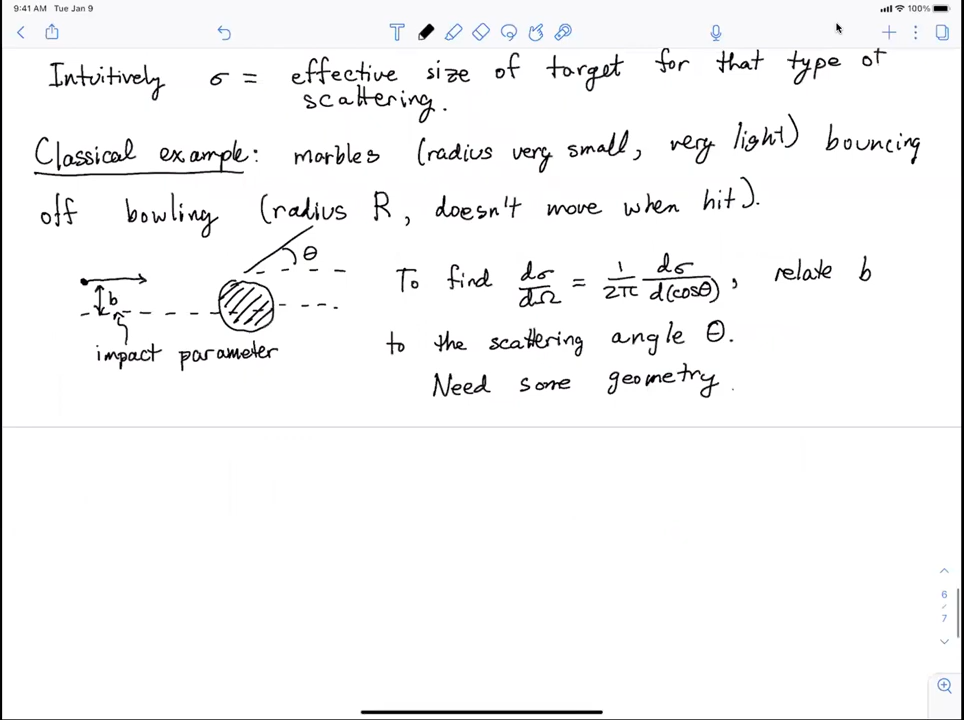 9:41 AM Tue Jan 9 100%
Intuitively σ = effective size of target for that type of
scattering.
Classical example: marbles (radius very small, very light) bouncing
off bowling (radius R, doesn't move when hit).
θ
b
impact parameter
To find dσ/dΩ = 1/2π dσ/d(cosθ), relate b
to the scattering angle θ.
Need some geometry.
6
/
7